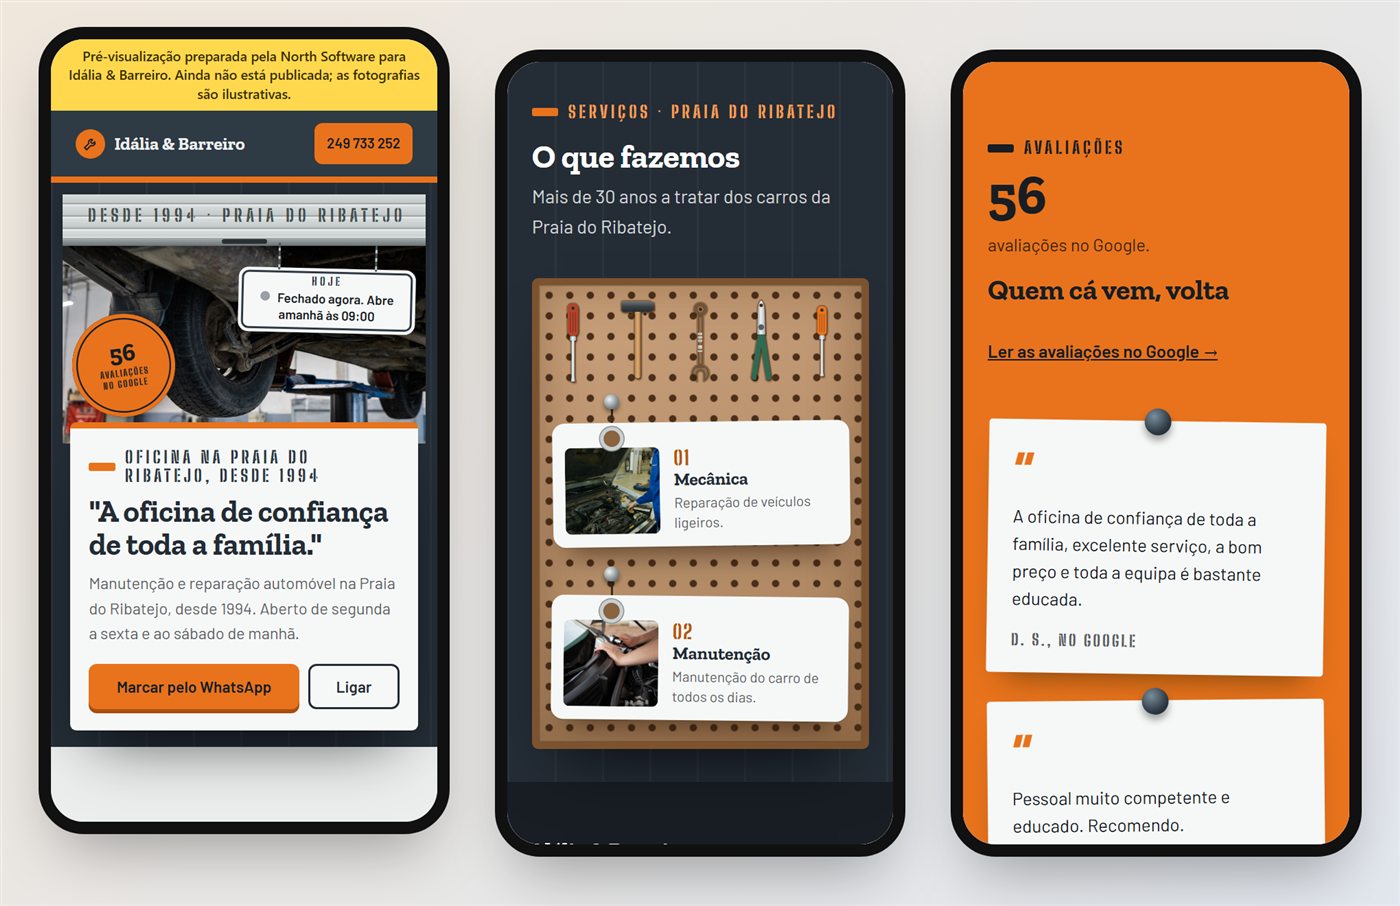 Pré-visualização preparada pela North Software para
Idália & Barreiro. Ainda não está publicada; as fotografias
são ilustrativas.
Idália & Barreiro
249 733 252
DESDE 1994 · PRAIA DO RIBATEJO
HOJE
Fechado agora. Abre
amanhã às 09:00
56
AVALIAÇÕES
NO GOOGLE
OFICINA NA PRAIA DO
RIBATEJO, DESDE 1994
"A oficina de confiança
de toda a família."
Manutenção e reparação automóvel na Praia
do Ribatejo, desde 1994. Aberto de segunda
a sexta e ao sábado de manhã.
Marcar pelo WhatsApp
Ligar
SERVIÇOS · PRAIA DO RIBATEJO
O que fazemos
Mais de 30 anos a tratar dos carros da
Praia do Ribatejo.
01
Mecânica
Reparação de veículos
ligeiros.
02
Manutenção
Manutenção do carro de
todos os dias.
AVALIAÇÕES
56
avaliações no Google.
Quem cá vem, volta
Ler as avaliações no Google →
"
A oficina de confiança de toda a
família, excelente serviço, a bom
preço e toda a equipa é bastante
educada.
D. S., NO GOOGLE
"
Pessoal muito competente e
educado. Recomendo.